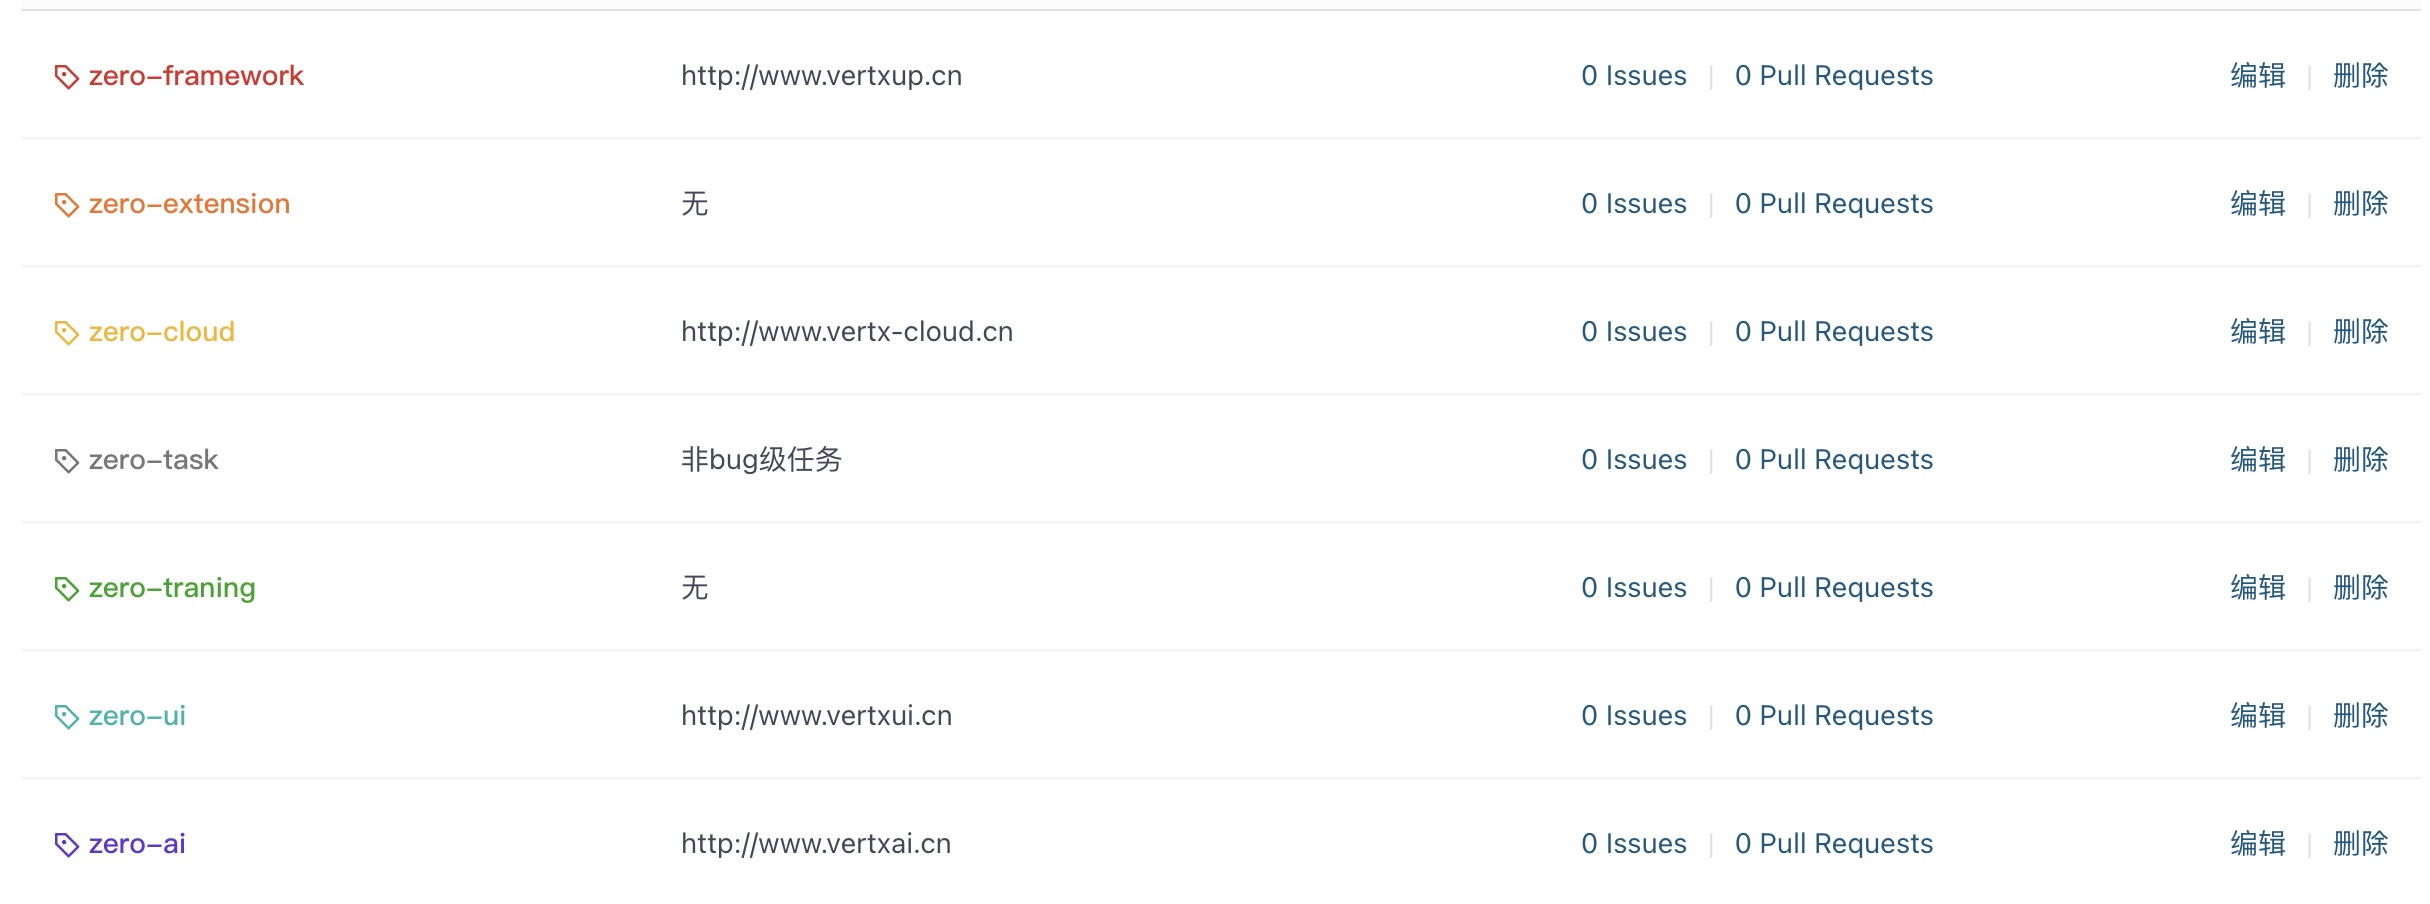 zero-framework http://www.vertxup.cn 0 Issues | 0 Pull Requests 编辑 | 删除
zero-extension 无 0 Issues | 0 Pull Requests 编辑 | 删除
zero-cloud http://www.vertx-cloud.cn 0 Issues | 0 Pull Requests 编辑 | 删除
zero-task 非bug级任务 0 Issues | 0 Pull Requests 编辑 | 删除
zero-traning 无 0 Issues | 0 Pull Requests 编辑 | 删除
zero-ui http://www.vertxui.cn 0 Issues | 0 Pull Requests 编辑 | 删除
zero-ai http://www.vertxai.cn 0 Issues | 0 Pull Requests 编辑 | 删除